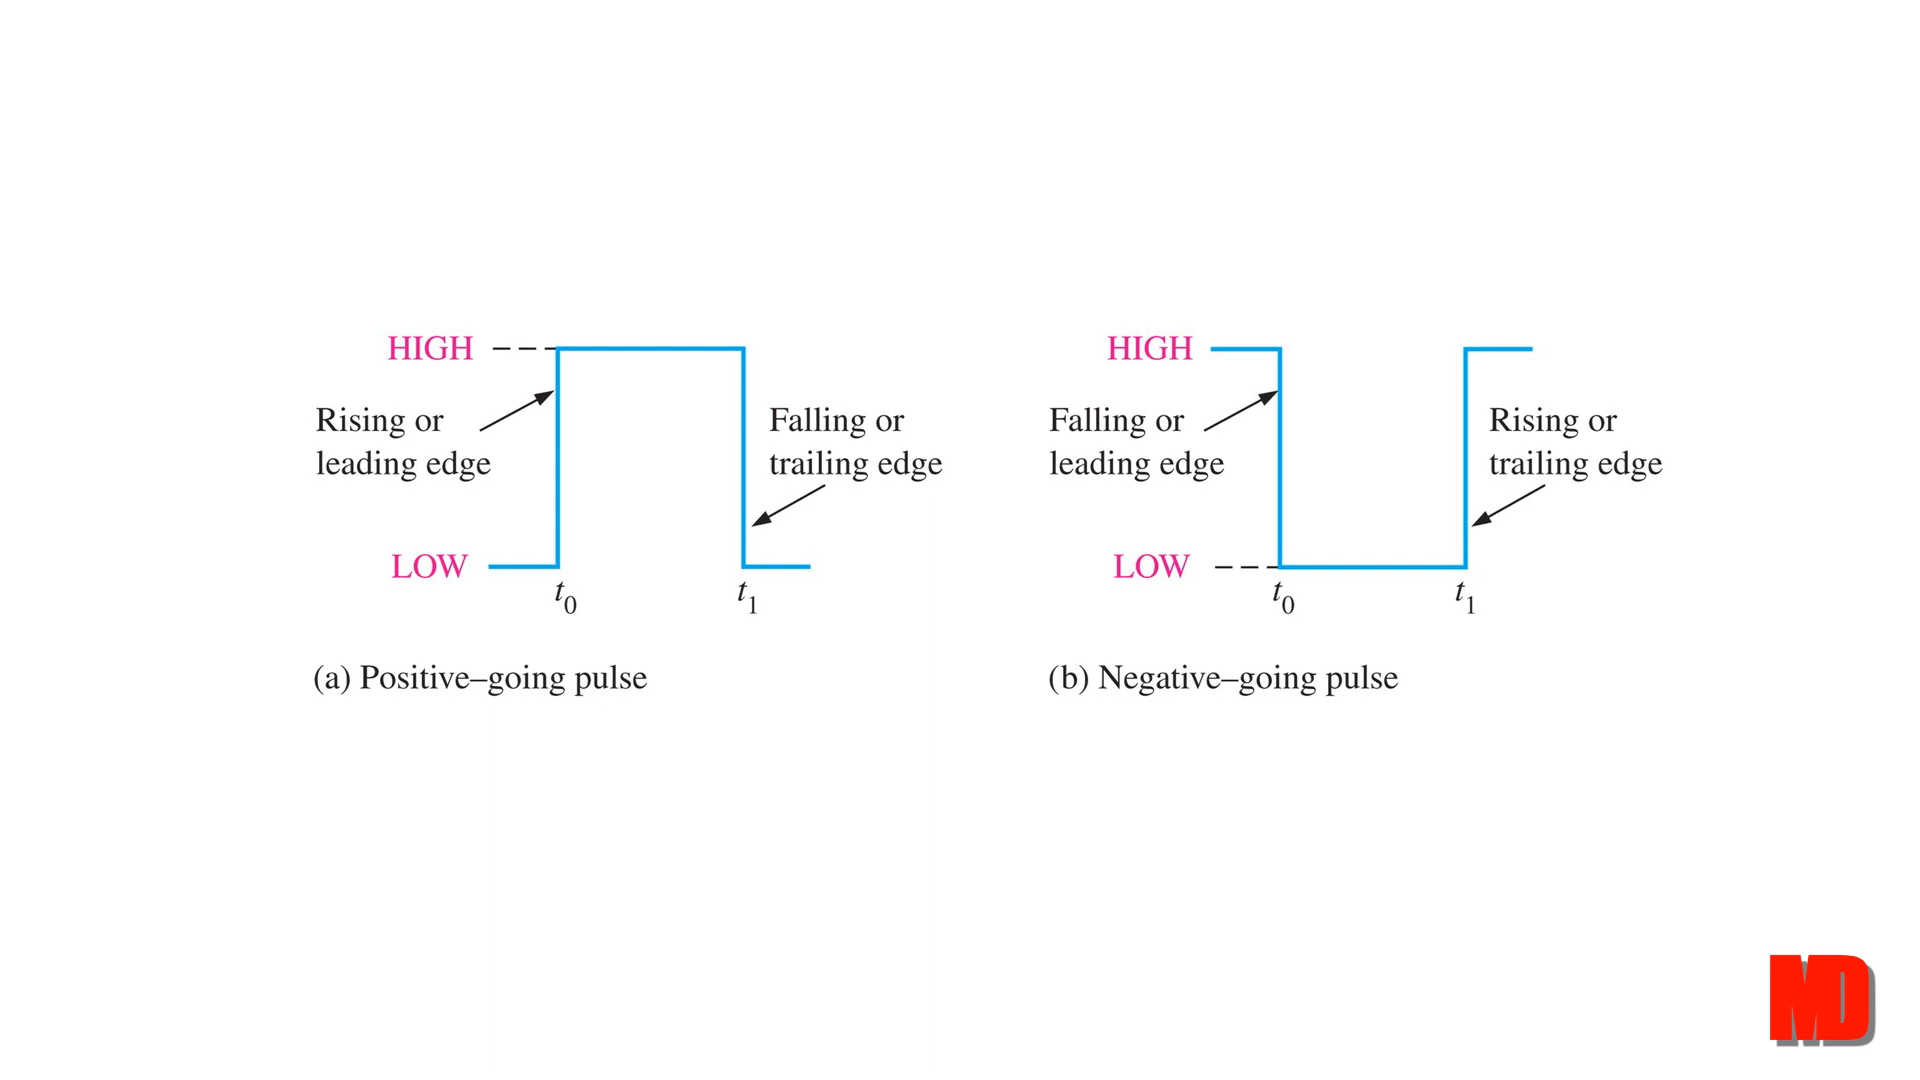 HIGH
Rising or
leading edge
Falling or
trailing edge
LOW
t0
t1
(a) Positive–going pulse
HIGH
Falling or
leading edge
Rising or
trailing edge
LOW
t0
t1
(b) Negative–going pulse
MD